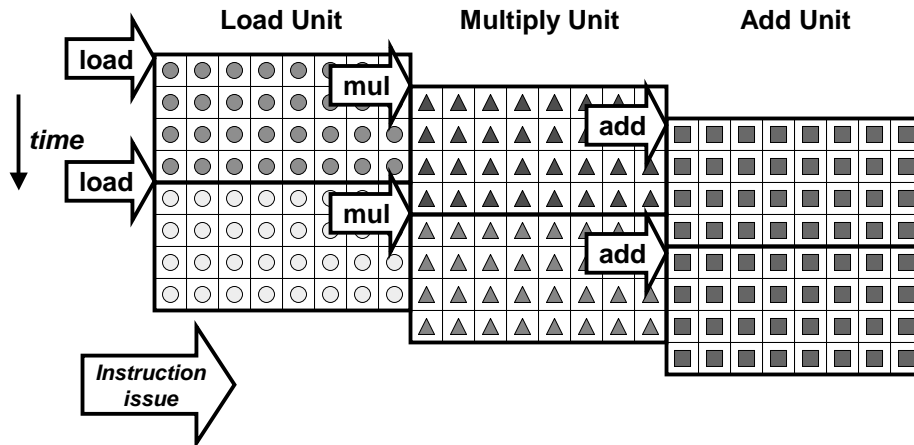 Load Unit
Multiply Unit
Add Unit
load
mul
add
time
load
mul
add
Instruction
issue